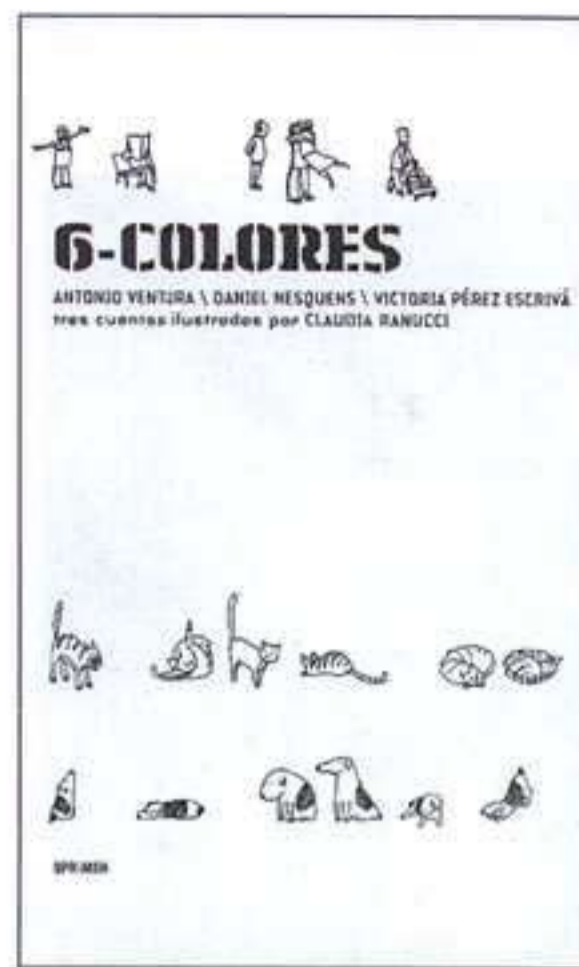 6-COLORES
ANTONIO VENTURA \ DANIEL NESQUENS \ VICTORIA PÉREZ ESCRIVÁ
tres cuentos ilustrados por CLAUDIA RANUCCI